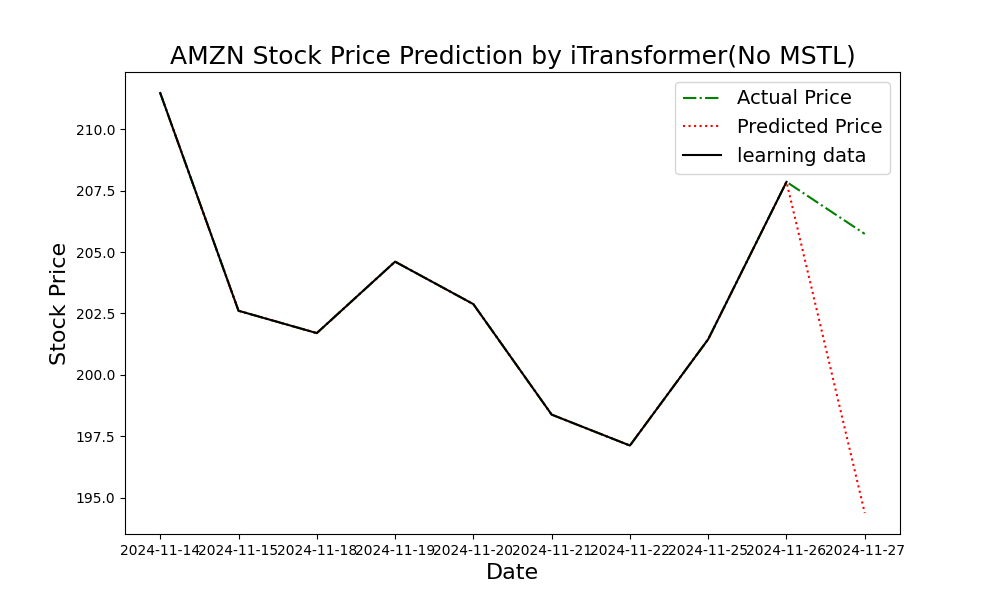 AMZN Stock Price Prediction by iTransformer(No MSTL)
Actual Price
Predicted Price
learning data
210.0
207.5
205.0
202.5
200.0
197.5
195.0
Stock Price
2024-11-14 2024-11-15 2024-11-18 2024-11-19 2024-11-20 2024-11-21 2024-11-22 2024-11-25 2024-11-26 2024-11-27
Date